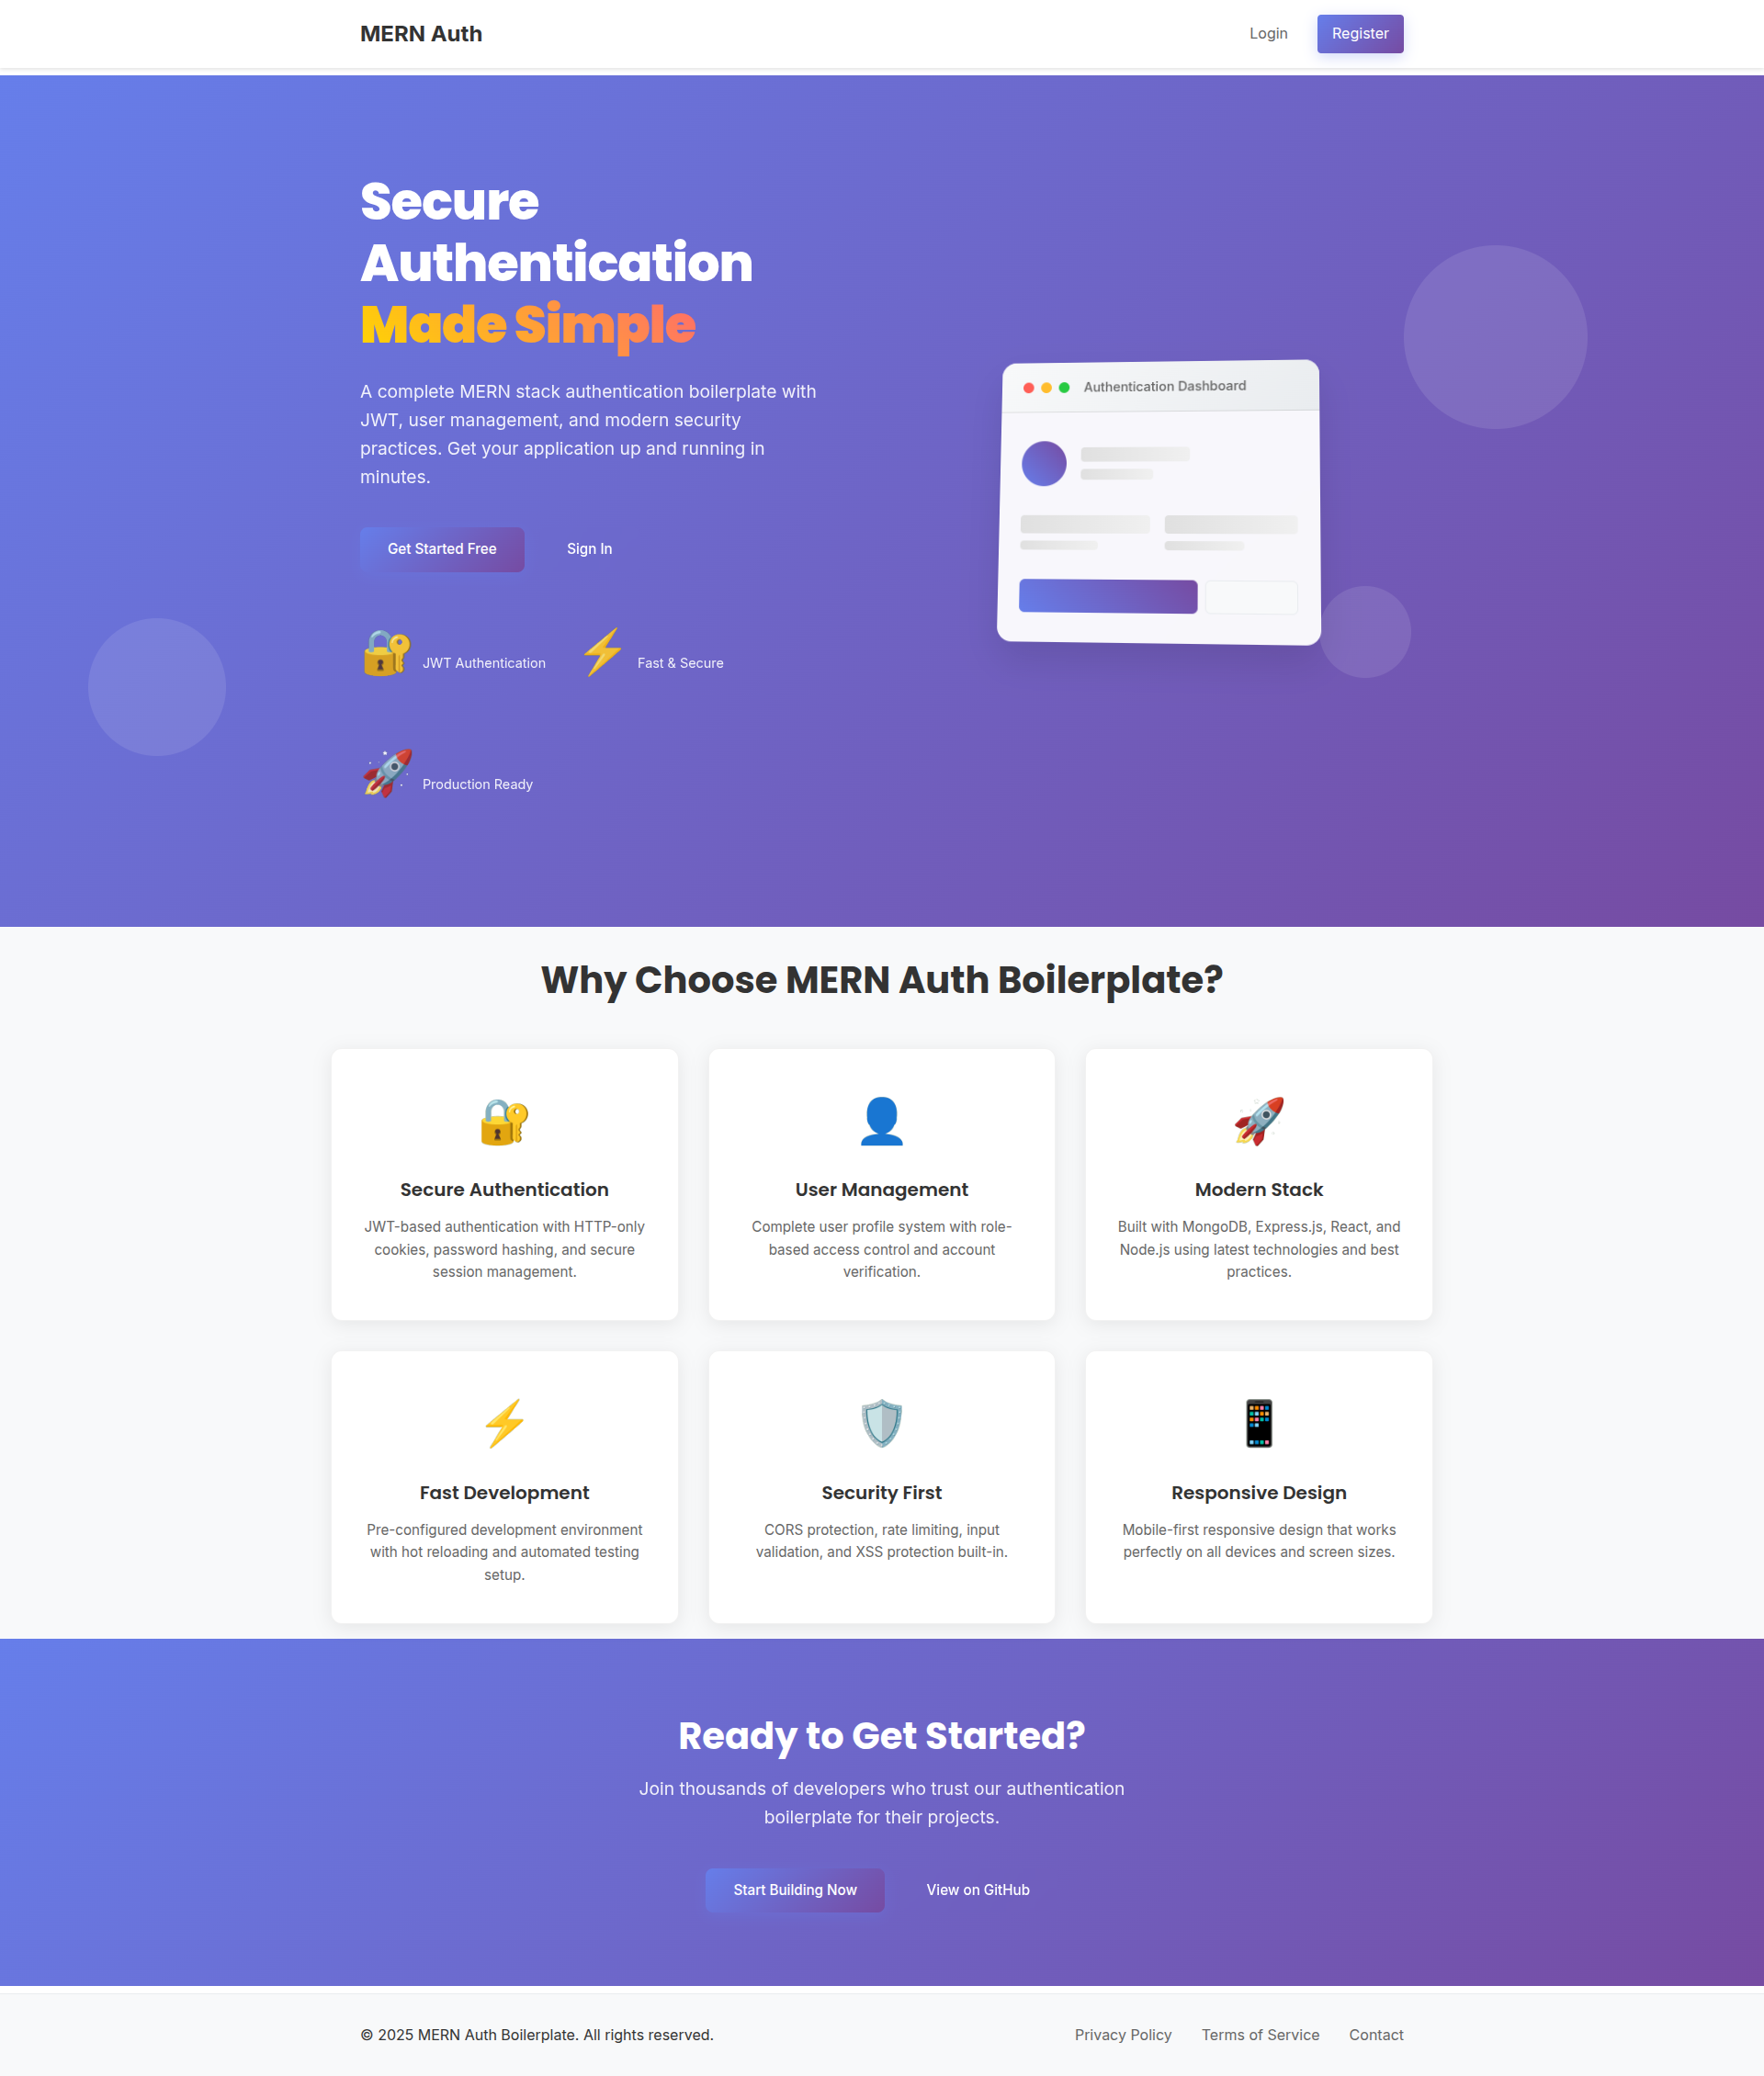 MERN Auth
Login
Register
Secure
Authentication
Made Simple
A complete MERN stack authentication boilerplate with
JWT, user management, and modern security
practices. Get your application up and running in
minutes.
Get Started Free
Sign In
JWT Authentication
Fast & Secure
Production Ready
Authentication Dashboard
Why Choose MERN Auth Boilerplate?
Secure Authentication
JWT-based authentication with HTTP-only
cookies, password hashing, and secure
session management.
User Management
Complete user profile system with role-
based access control and account
verification.
Modern Stack
Built with MongoDB, Express.js, React, and
Node.js using latest technologies and best
practices.
Fast Development
Pre-configured development environment
with hot reloading and automated testing
setup.
Security First
CORS protection, rate limiting, input
validation, and XSS protection built-in.
Responsive Design
Mobile-first responsive design that works
perfectly on all devices and screen sizes.
Ready to Get Started?
Join thousands of developers who trust our authentication
boilerplate for their projects.
Start Building Now
View on GitHub
© 2025 MERN Auth Boilerplate. All rights reserved.
Privacy Policy
Terms of Service
Contact